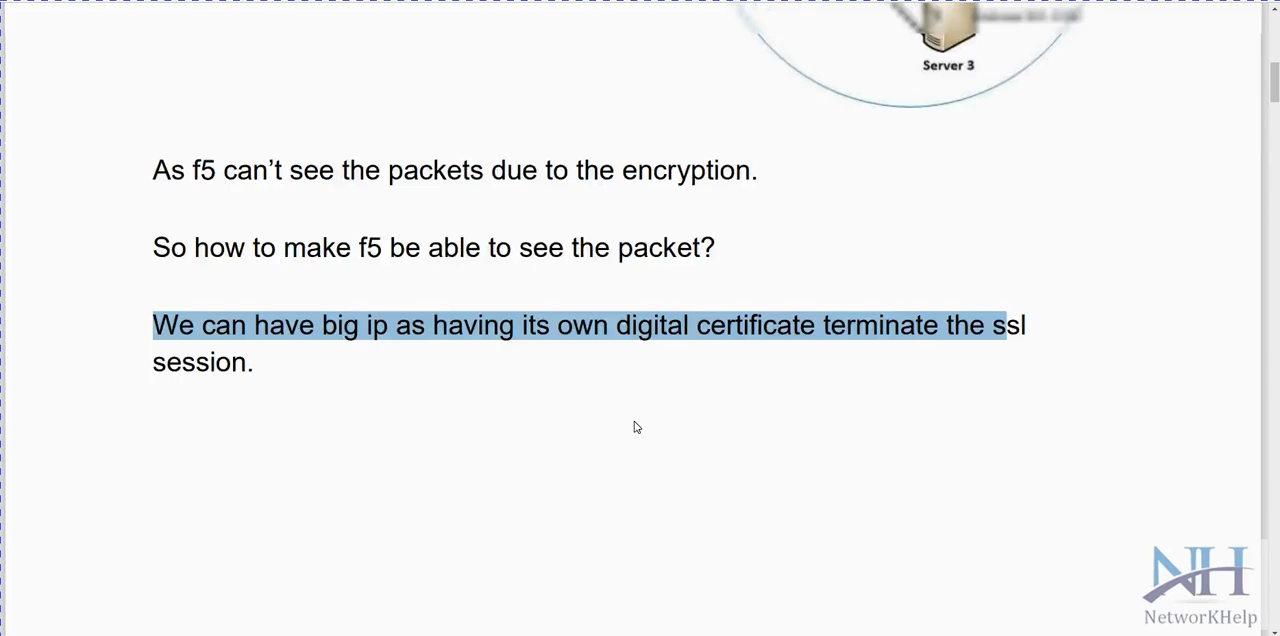 Server 3
As f5 can’t see the packets due to the encryption.
So how to make f5 be able to see the packet?
We can have big ip as having its own digital certificate terminate the ssl
session.
NH
NetworKHelp